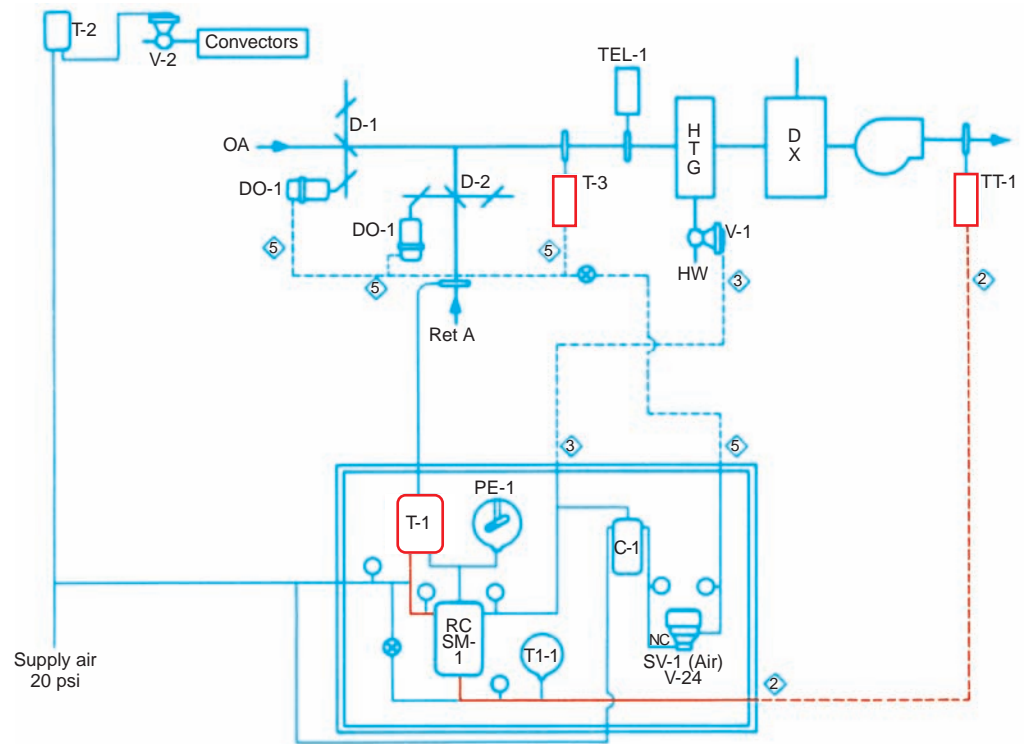 T-2
V-2
Convectors
TEL-1
D-1
OA
HTG
DX
DO-1
D-2
T-3
TT-1
DO-1
V-1
5
5
HW
3
2
5
Ret A
3
5
PE-1
T-1
C-1
RC
SM-
1
NC
T1-1
SV-1 (Air)
V-24
Supply air
20 psi
2